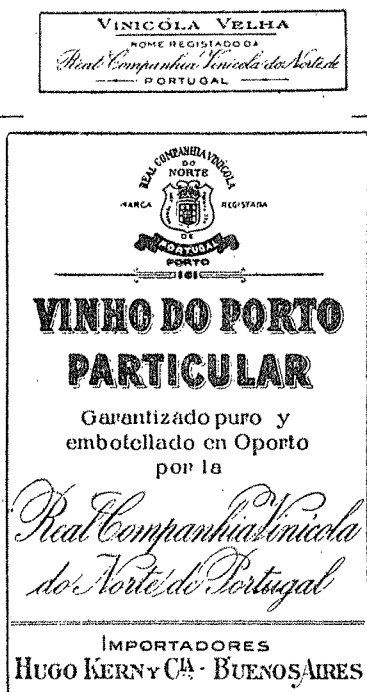 VINICOLA VELHA
NOME REGISTADO DA
Real Companhia Vinicola do Norte de
PORTUGAL
REAL COMPANHIA VINICOLA
DO
NORTE
MARCA REGISTADA
DE
PORTUGAL
PORTO
VINHO DO PORTO
PARTICULAR
Garantizado puro y
embotellado en Oporto
por la
Real Companhia Vinicola
do Norte de Portugal
IMPORTADORES
HUGO KERN Y CIA - BUENOS AIRES